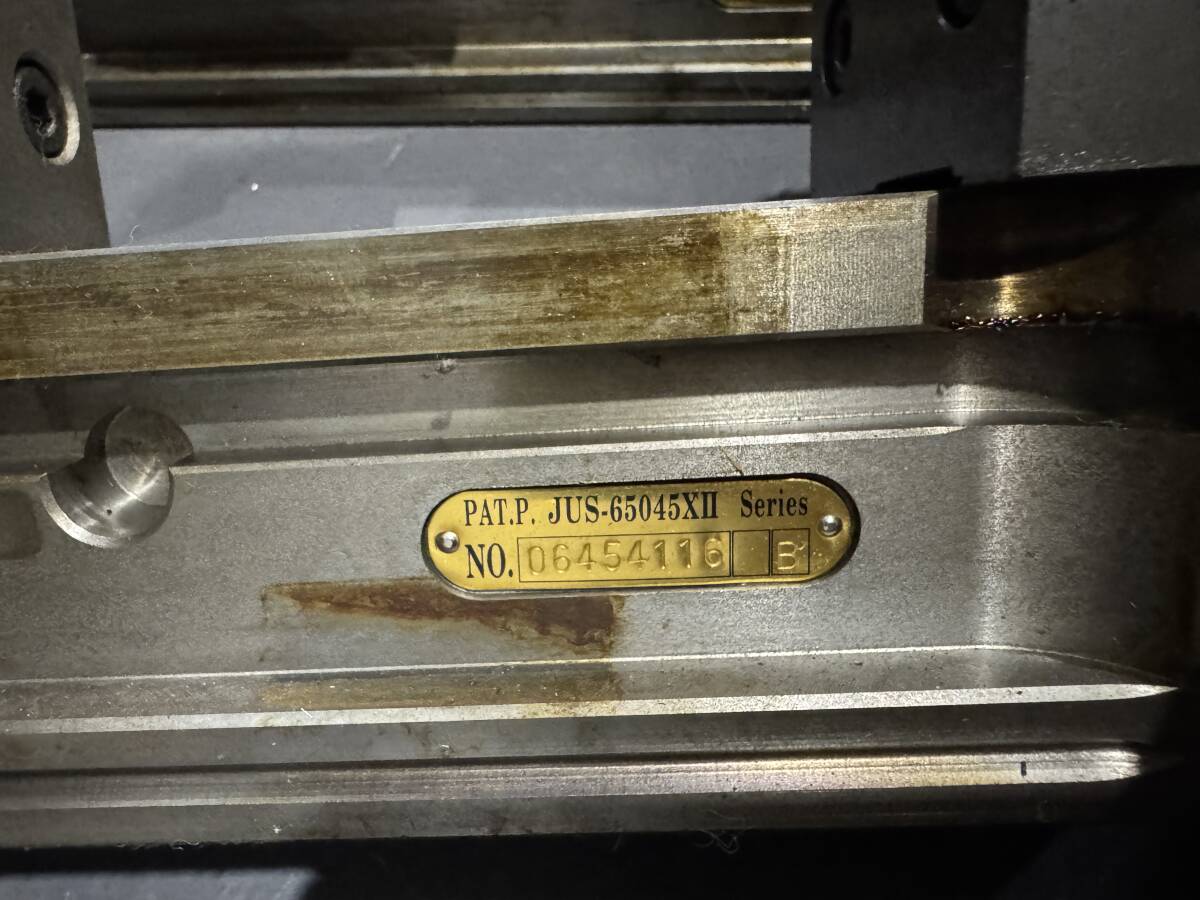 PAT.P. JUS-65045XII Series
NO. 06454116 B